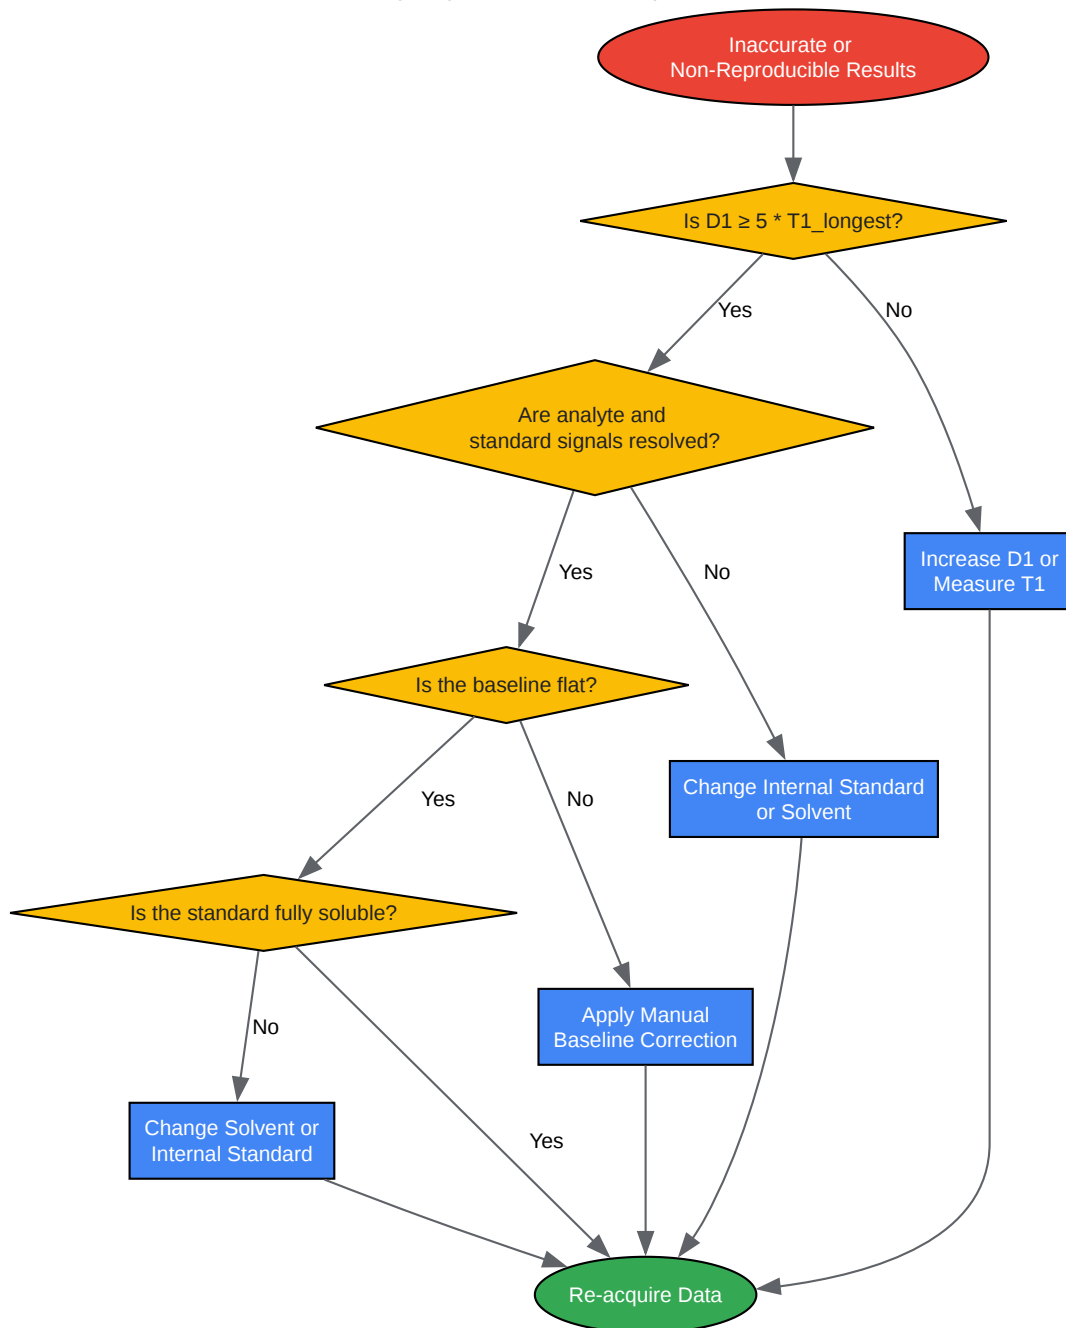 Inaccurate or
Non-Reproducible Results
Is D1 ≥ 5 * T1_longest?
Yes
No
Are analyte and
standard signals resolved?
Increase D1 or
Measure T1
Yes
No
Is the baseline flat?
Change Internal Standard
or Solvent
Yes
No
Is the standard fully soluble?
Apply Manual
Baseline Correction
No
Change Solvent or
Internal Standard
Yes
Re-acquire Data